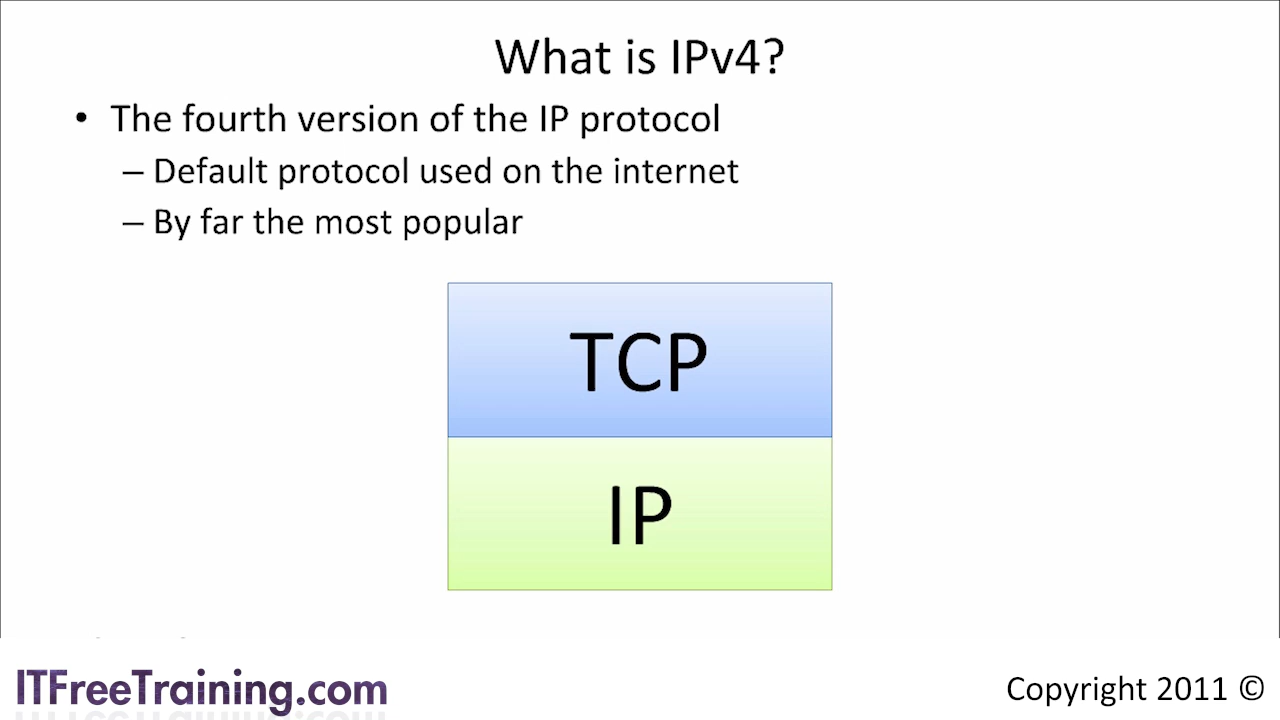 What is IPv4?
• The fourth version of the IP protocol
– Default protocol used on the internet
– By far the most popular
TCP
IP
ITFreeTraining.com
Copyright 2011 ©